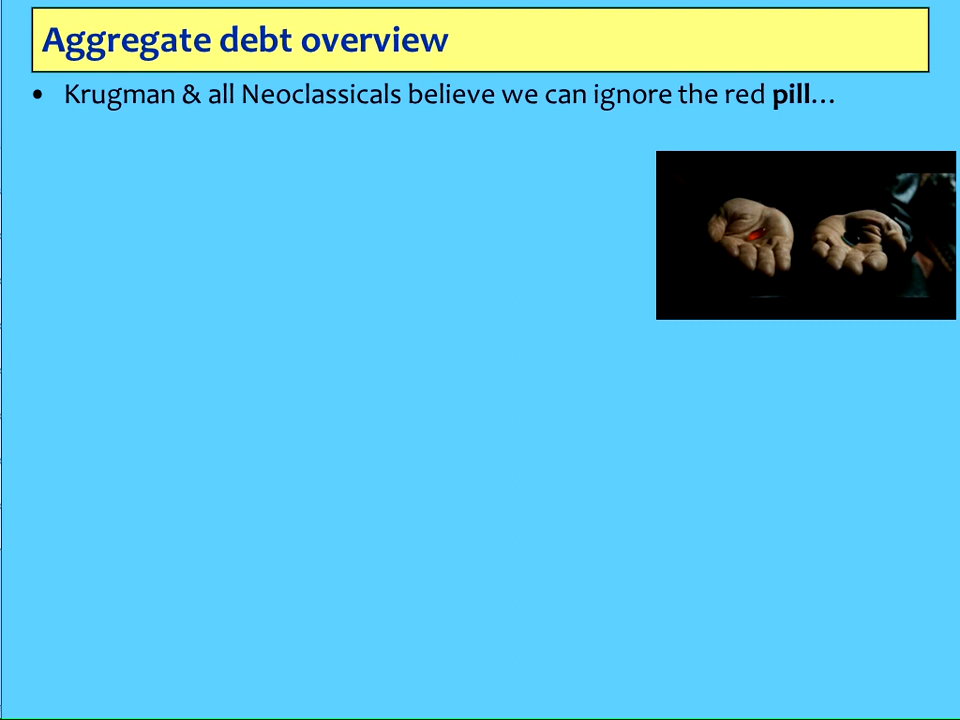 Aggregate debt overview
• Krugman & all Neoclassicals believe we can ignore the red pill…